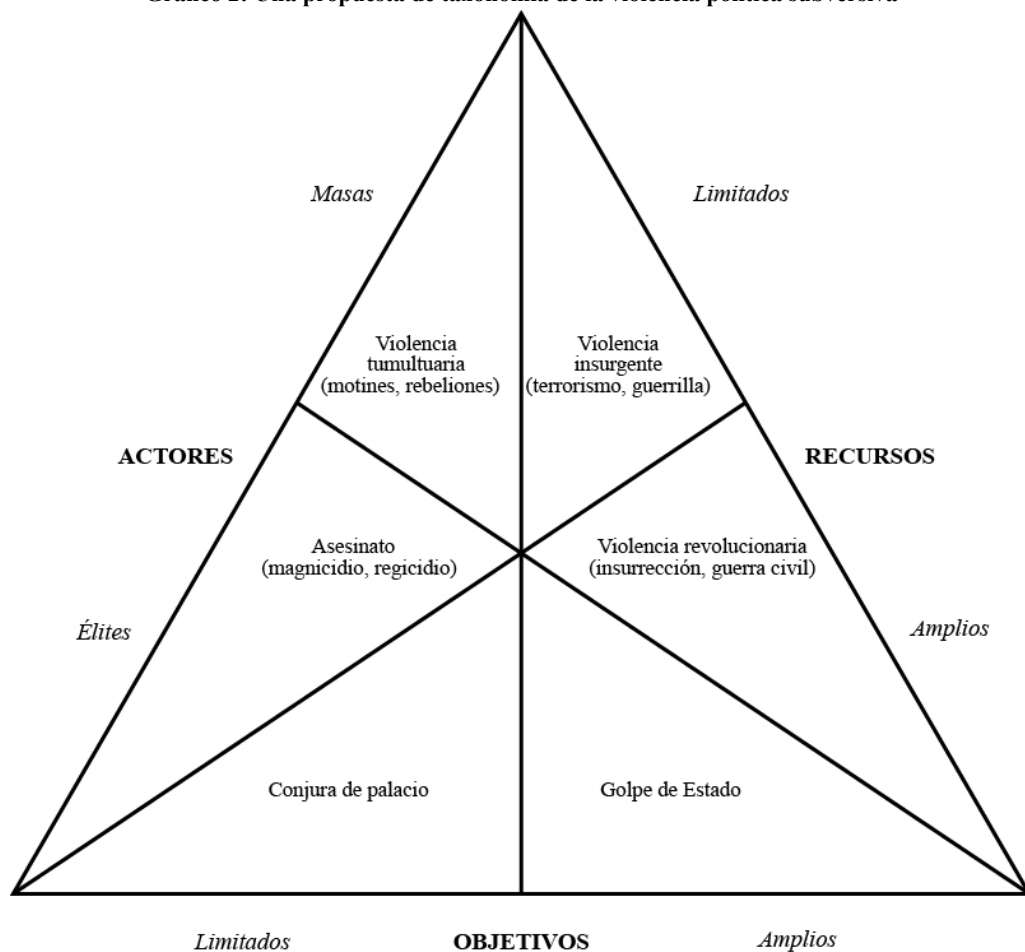 Gráfico 2: Una propuesta de taxonomía de la violencia política subversiva
Masas
Limitados
Violencia
tumultuaria
(motines, rebeliones)
Violencia
insurgente
(terrorismo, guerrilla)
ACTORES
RECURSOS
Asesinato
(magnicidio, regicidio)
Violencia revolucionaria
(insurrección, guerra civil)
Élites
Amplios
Conjura de palacio
Golpe de Estado
Limitados
OBJETIVOS
Amplios